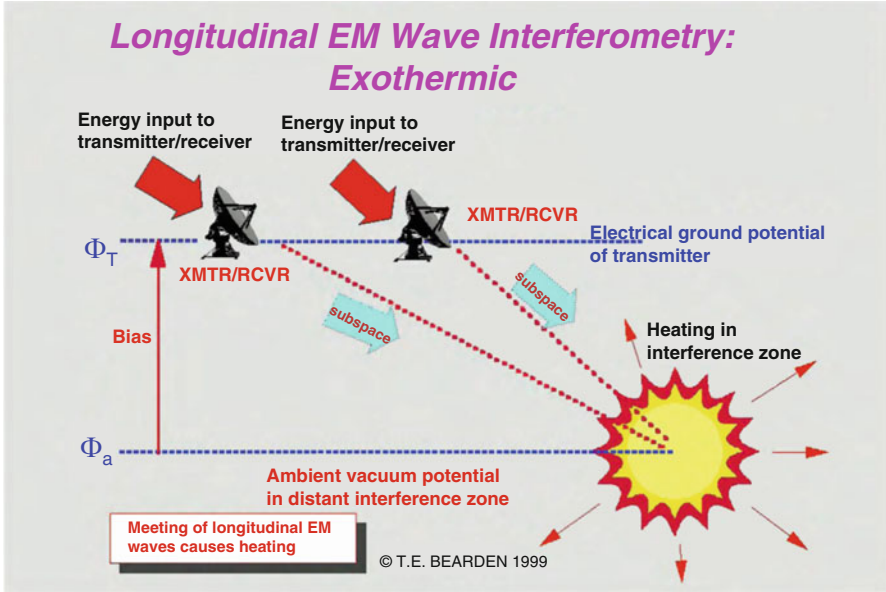 Longitudinal EM Wave Interferometry:
Exothermic
Energy input to
transmitter/receiver
Energy input to
transmitter/receiver
XMTR/RCVR
Electrical ground potential
of transmitter
ΦT
XMTR/RCVR
subspace
subspace
Bias
Heating in
interference zone
Φa
Ambient vacuum potential
in distant interference zone
Meeting of longitudinal EM
waves causes heating
© T.E. BEARDEN 1999